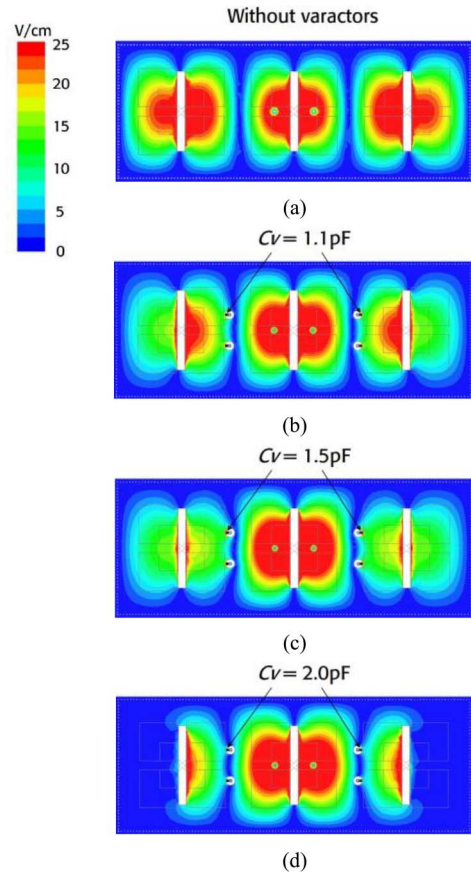 Without varactors
V/cm
25
20
15
10
5
0
(a)
Cv = 1.1pF
(b)
Cv = 1.5pF
(c)
Cv = 2.0pF
(d)